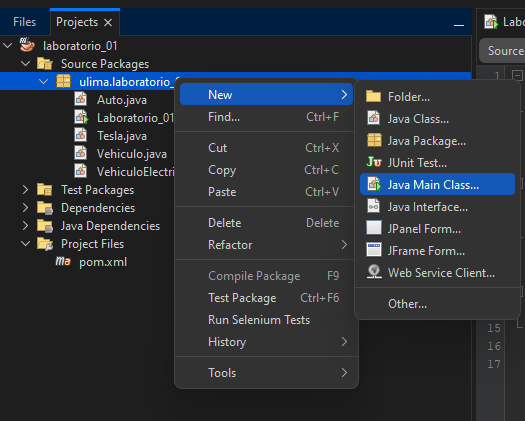 Files
Projects
Labo
laboratorio_01
Source
Source Packages
ulima.laboratorio_
Auto.java
Laboratorio_01
Tesla.java
Vehiculo.java
VehiculoElectri
Test Packages
Dependencies
Java Dependencies
Project Files
pom.xml
New
Find... Ctrl+F
Cut Ctrl+X
Copy Ctrl+C
Paste Ctrl+V
Delete Delete
Refactor
Compile Package F9
Test Package Ctrl+F6
Run Selenium Tests
History
Tools
Folder...
Java Class...
Java Package...
JUnit Test...
Java Main Class...
Java Interface...
JPanel Form...
JFrame Form...
Web Service Client...
Other...
1
15
16
17